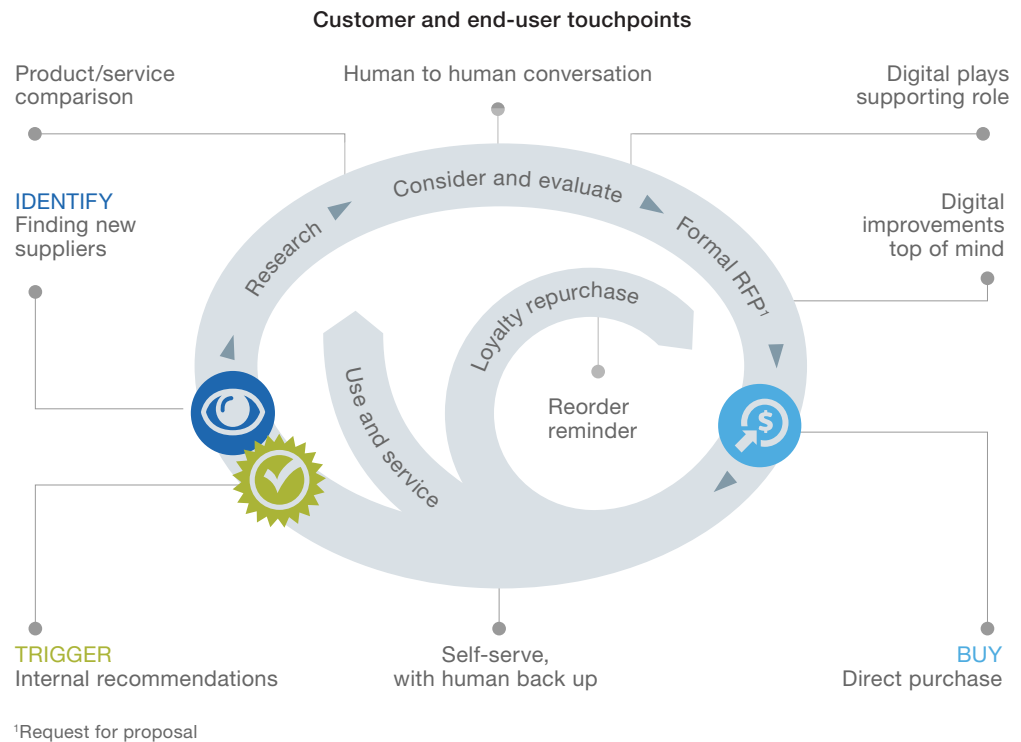 Customer and end-user touchpoints
Product/service
comparison
Human to human conversation
Digital plays
supporting role
IDENTIFY
Finding new
suppliers
Digital
improvements
top of mind
Research
Consider and evaluate
Formal RFP¹
Loyalty repurchase
Use and service
Reorder
reminder
$
TRIGGER
Internal recommendations
Self-serve,
with human back up
BUY
Direct purchase
¹Request for proposal